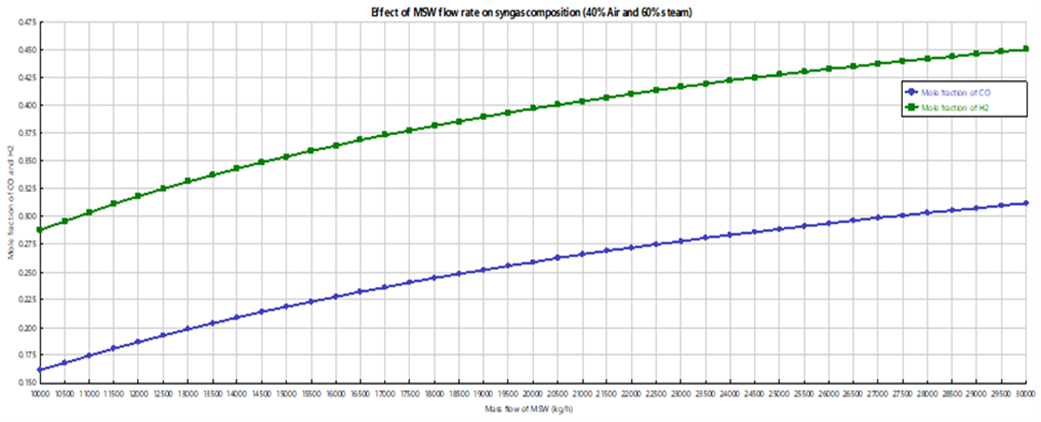 Effect of MSW flow rate on syngas composition (40% Air and 60% steam)
0.475
0.450
0.425
0.400
0.375
0.350
0.325
0.300
0.275
0.250
0.225
0.200
0.175
0.150
Mole fraction of CO and H2
Mole fraction of CO
Mole fraction of H2
10000 10500 11000 11500 12000 12500 13000 13500 14000 14500 15000 15500 16000 16500 17000 17500 18000 18500 19000 19500 20000 20500 21000 21500 22000 22500 23000 23500 24000 24500 25000 25500 26000 26500 27000 27500 28000 28500 29000 29500 30000
Mass flow of MSW (kg/h)